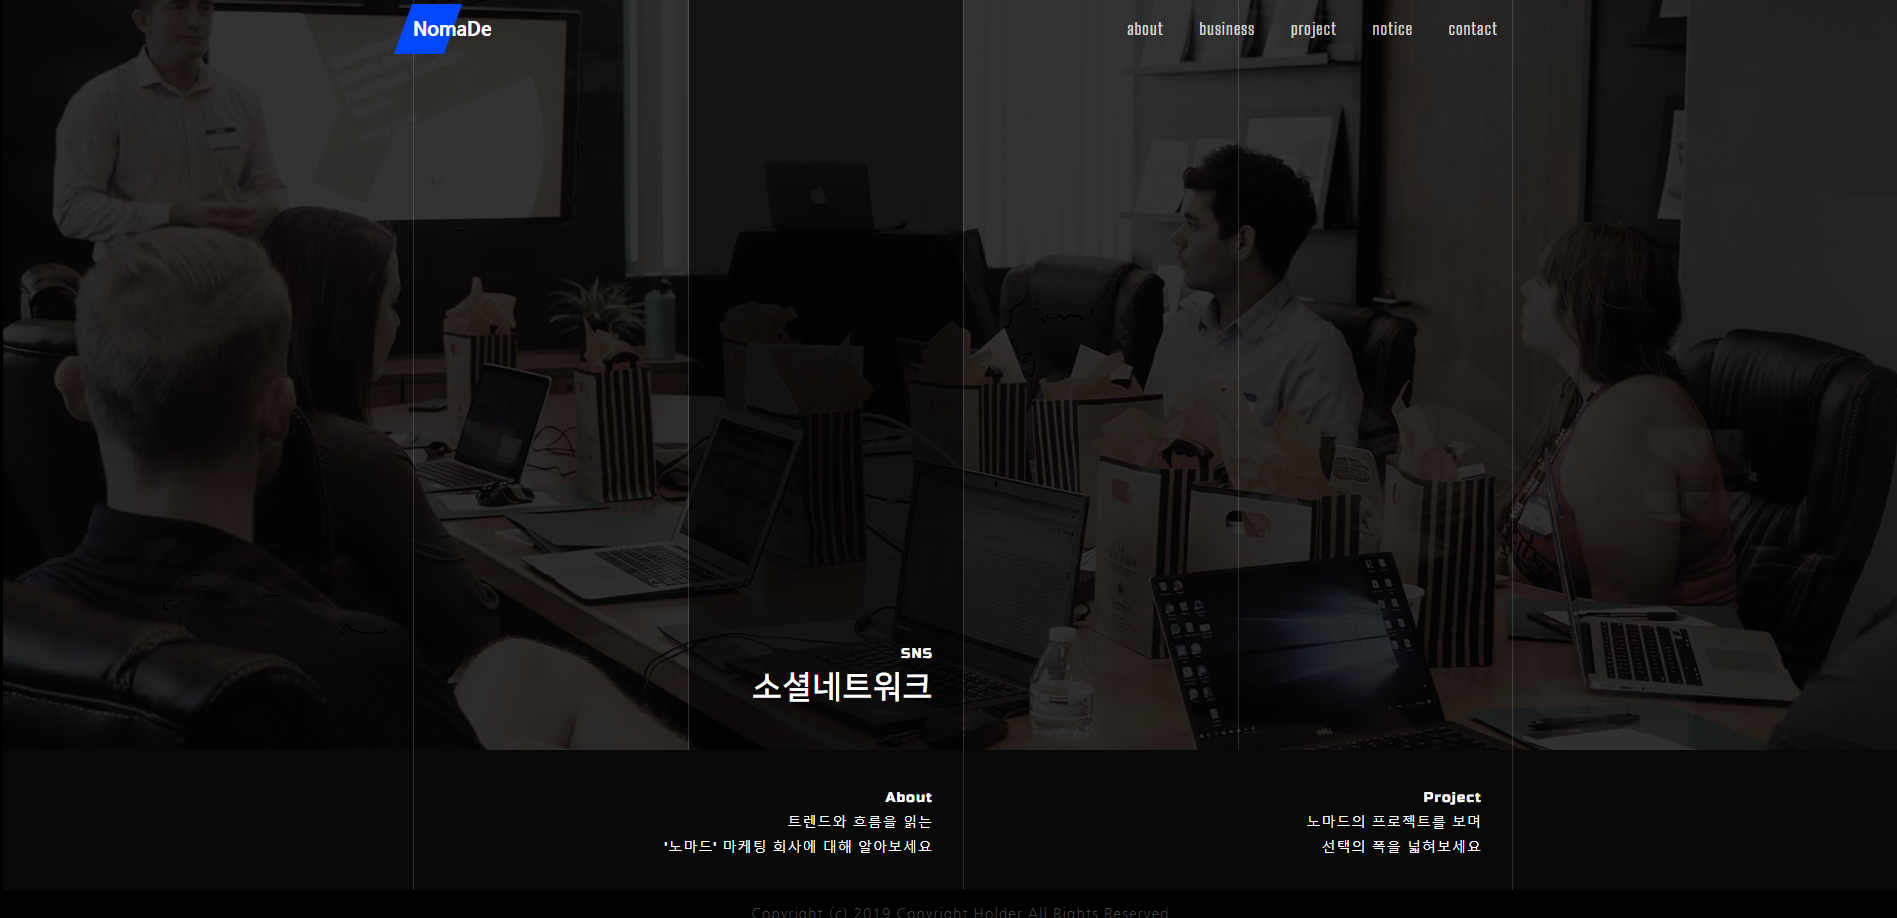 NomaDe
about business project notice contact
SNS
소셜네트워크
About
트렌드와 흐름을 읽는
'노마드' 마케팅 회사에 대해 알아보세요
Project
노마드의 프로젝트를 보며
선택의 폭을 넓혀보세요
Copyright (c) 2019 Copyright Holder All Rights Reserved